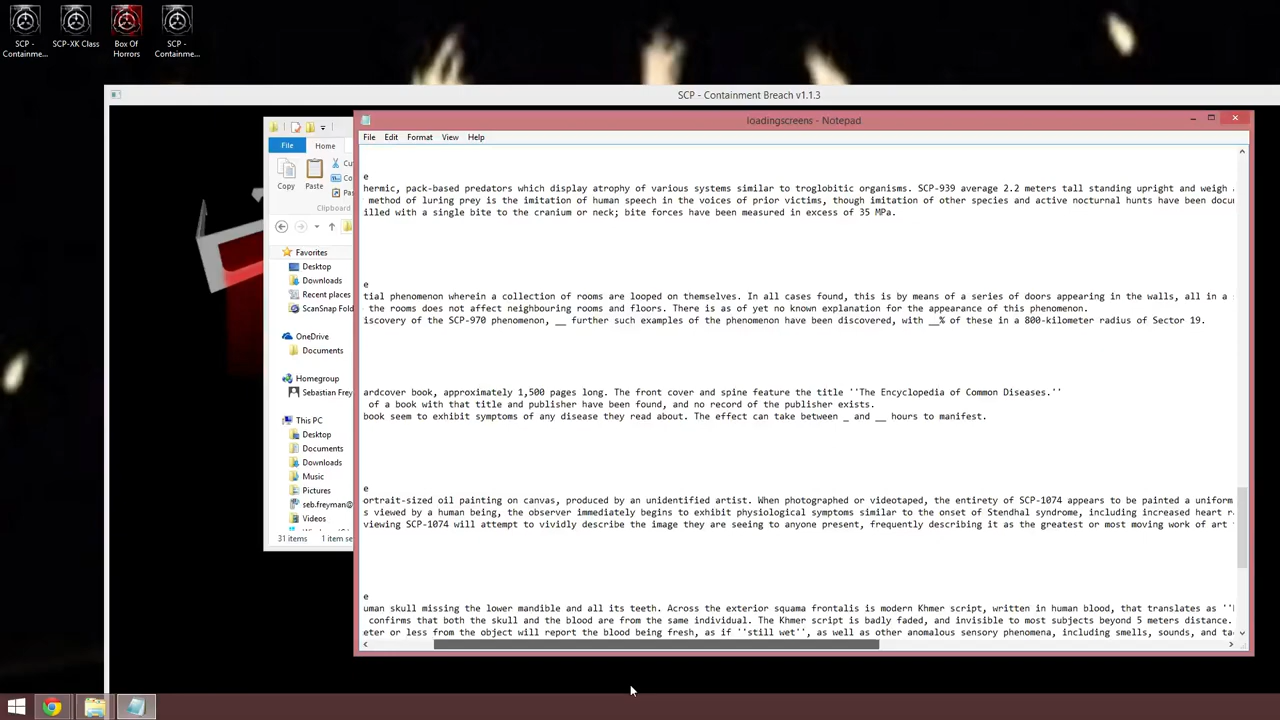 SCP - Containme...
SCP-XK Class
Box Of Horrors
SCP - Containme...
SCP - Containment Breach v1.1.3
loadingscreens - Notepad
File Edit Format View Help
File Home
Copy Paste
Clipboard
Favorites
Desktop
Downloads
Recent places
ScanSnap Fold
OneDrive
Documents
Homegroup
Sebastian Frey
This PC
Desktop
Documents
Downloads
Music
Pictures
seb.freyman@
Videos
31 items 1 item se
e
hermic, pack-based predators which display atrophy of various systems similar to troglobitic organisms. SCP-939 average 2.2 meters tall standing upright and weigh
method of luring prey is the imitation of human speech in the voices of prior victims, though imitation of other species and active nocturnal hunts have been docu
illed with a single bite to the cranium or neck; bite forces have been measured in excess of 35 MPa.
e
tial phenomenon wherein a collection of rooms are looped on themselves. In all cases found, this is by means of a series of doors appearing in the walls, all in a
the rooms does not affect neighbouring rooms and floors. There is as of yet no known explanation for the appearance of this phenomenon.
iscovery of the SCP-970 phenomenon, __ further such examples of the phenomenon have been discovered, with __% of these in a 800-kilometer radius of Sector 19.
ardcover book, approximately 1,500 pages long. The front cover and spine feature the title ''The Encyclopedia of Common Diseases.''
of a book with that title and publisher have been found, and no record of the publisher exists.
book seem to exhibit symptoms of any disease they read about. The effect can take between _ and __ hours to manifest.
e
ortrait-sized oil painting on canvas, produced by an unidentified artist. When photographed or videotaped, the entirety of SCP-1074 appears to be painted a uniform
s viewed by a human being, the observer immediately begins to exhibit physiological symptoms similar to the onset of Stendhal syndrome, including increased heart r
viewing SCP-1074 will attempt to vividly describe the image they are seeing to anyone present, frequently describing it as the greatest or most moving work of art
e
uman skull missing the lower mandible and all its teeth. Across the exterior squama frontalis is modern Khmer script, written in human blood, that translates as ''
confirms that both the skull and the blood are from the same individual. The Khmer script is badly faded, and invisible to most subjects beyond 5 meters distance.
eter or less from the object will report the blood being fresh, as if ''still wet'', as well as other anomalous sensory phenomena, including smells, sounds, and ta